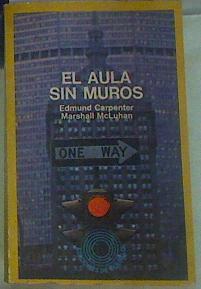 EL AULA
SIN MUROS
Edmund Carpenter
Marshall McLuhan
ONE WAY